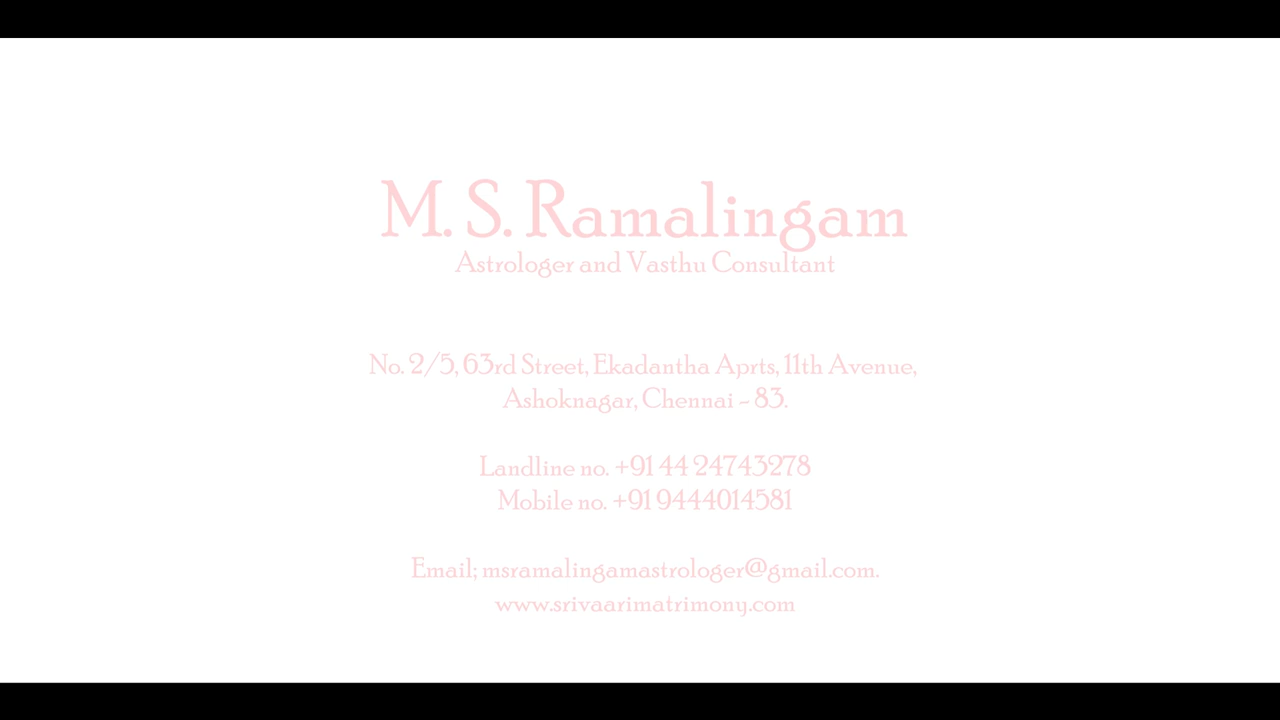 M. S. Ramalingam
Astrologer and Vasthu Consultant
No. 2/5, 63rd Street, Ekadantha Aprts, 11th Avenue,
Ashoknagar, Chennai - 83.
Landline no. +91 44 24743278
Mobile no. +91 9444014581
Email; msramalingamastrologer@gmail.com.
www.srivaarimatrimony.com